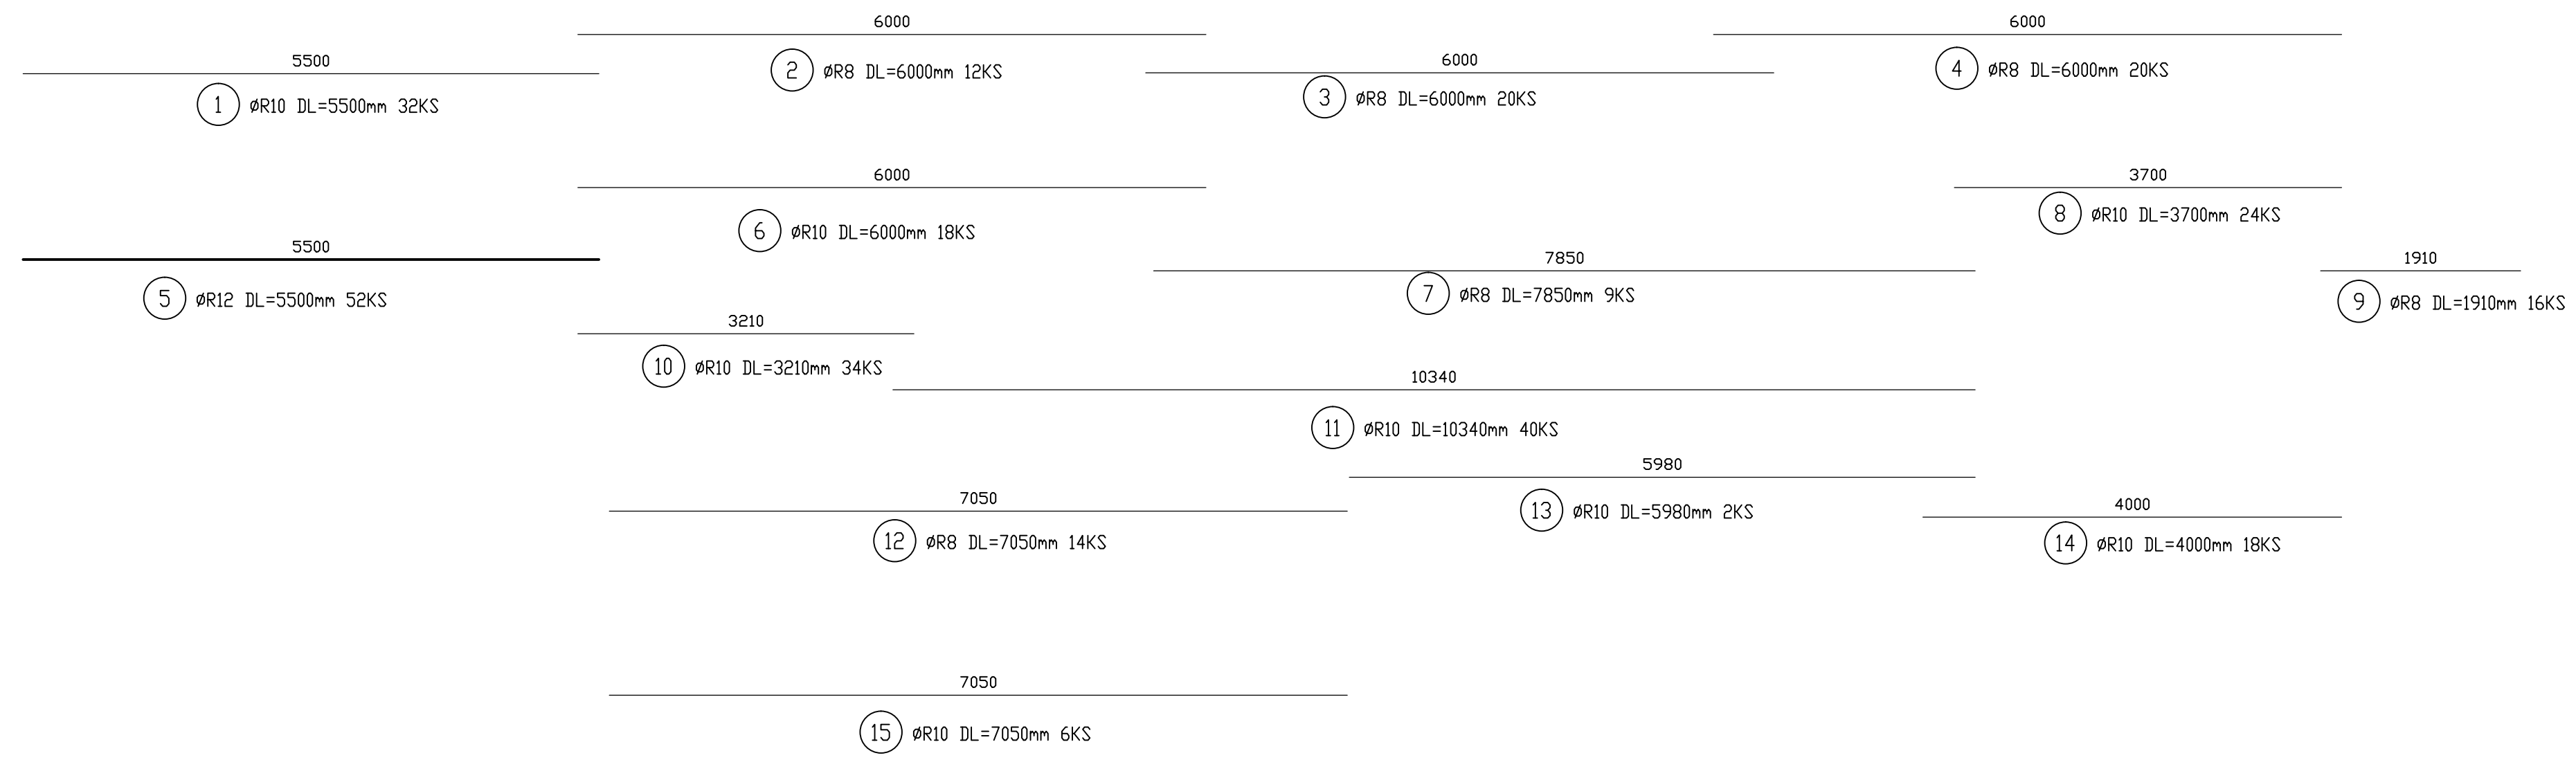 6000
6000
5500
6000
2 øR8 DL=6000mm 12KS
4 øR8 DL=6000mm 20KS
1 øR10 DL=5500mm 32KS
3 øR8 DL=6000mm 20KS
6000
3700
6 øR10 DL=6000mm 18KS
8 øR10 DL=3700mm 24KS
5500
7850
1910
5 øR12 DL=5500mm 52KS
7 øR8 DL=7850mm 9KS
9 øR8 DL=1910mm 16KS
3210
10 øR10 DL=3210mm 34KS
10340
11 øR10 DL=10340mm 40KS
5980
7050
4000
13 øR10 DL=5980mm 2KS
12 øR8 DL=7050mm 14KS
14 øR10 DL=4000mm 18KS
7050
15 øR10 DL=7050mm 6KS